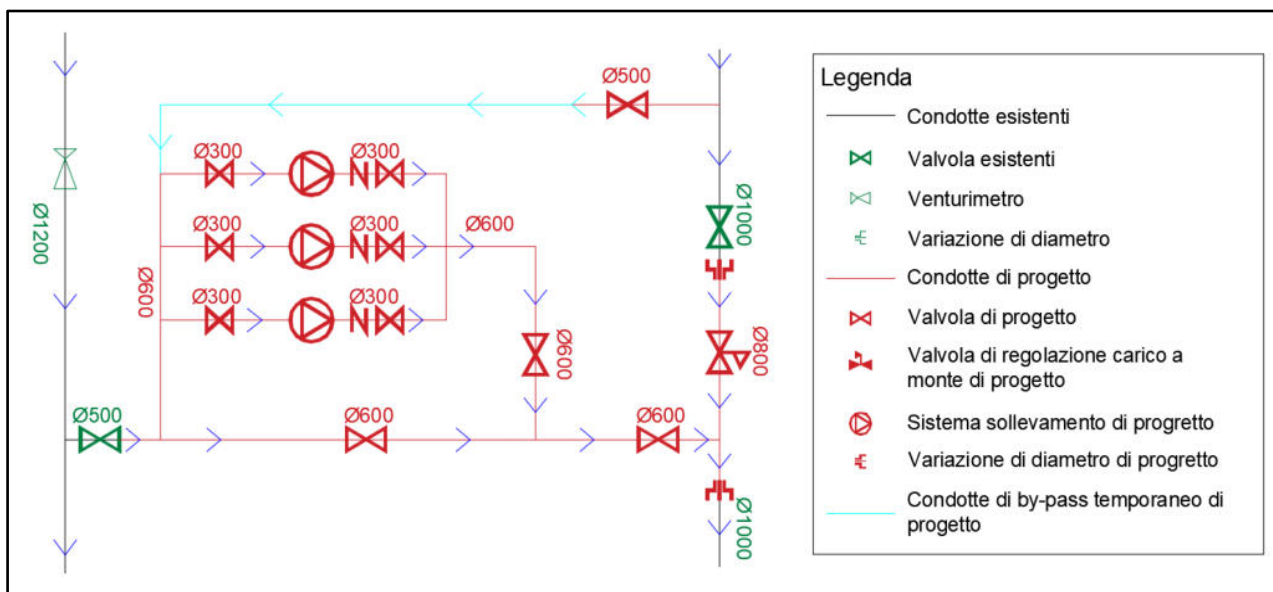 Ø500
Ø300
Ø300
Ø1200
Ø1000
Ø300
Ø300
Ø600
Ø600
Ø300
Ø300
Ø600
Ø800
Ø500
Ø600
Ø600
Ø1000
Legenda
Condotte esistenti
Valvola esistenti
Venturimetro
Variazione di diametro
Condotte di progetto
Valvola di progetto
Valvola di regolazione carico a
monte di progetto
Sistema sollevamento di progretto
Variazione di diametro di progretto
Condotte di by-pass temporaneo di
progetto